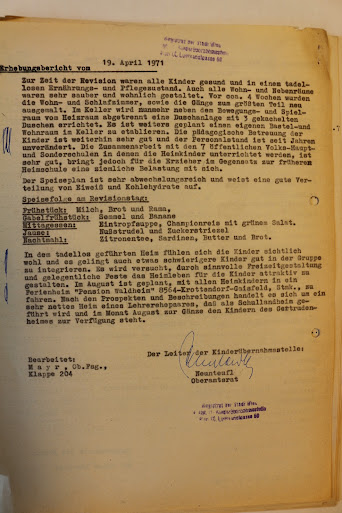 Magistrat der Stadt Wien
Erhebungsbericht vom 19. April 1971
Zur Zeit der Revision waren alle Kinder gesund und in einem tadel-
losen Ernährungs- und Pflegezustand. Auch alle Wohn- und Nebenräume
waren sehr sauber und wohnlich gestaltet. Vor ca. 4 Wochen wurden
die Wohn- und Schlafzimmer, sowie die Gänge zum größten Teil neu
ausgemalt. Im Keller wird nunmehr neben dem Bewegungs- und Spiel-
raum vom Heizraum abgetrennt eine Duschanlage mit 3 gekachelten
Duschen errichtet. Es ist weiters geplant einen eigenen Bastel-und
Wohnraum im Keller zu etablieren. Die pädagogische Betreuung der
Kinder ist weiterhin sehr gut und der Personalstand ist seit Jahren
unverändert. Die Zusammenarbeit mit den 7 öffentlichen Volks-Haupt-
und Sonderschulen in denen die Heimkinder unterrichtet werden, ist
sehr gut, bringt jedoch für die Erzieher im Gegensatz zur früheren
Heimschule eine ziemliche Belastung mit sich.
Der Speiseplan ist sehr abwechslungsreich und weist eine gute Ver-
teilung von Eiweiß und Kohlehydrate auf.
Speisefolge am Revisionstag:
Frühstück: Milch, Brot und Rama,
Gabelfrühstück: Semmel und Banane
Mittagessen: Eintropfsuppe, Championreis mit grünem Salat.
Jause: Nußstrudel und Zuckerstriezel
Nachtmahl: Zitronentee, Sardinen, Butter und Brot.
In dem tadellos geführten Heim fühlen sich die Kinder sichtlich
wohl und es gelingt auch etwas schwierigere Kinder gut in der Gruppe
zu integrieren. Es wird versucht, durch sinnvolle Freizeitgestaltung
und gelegentliche Feste das Heimleben für die Kinder attraktiv zu
gestalten. Im August ist geplant, mit allen Heimkindern in ein
Ferienheim "Pension Waldheim" 8564-Krottendorf-Gaisfeld, Stmk., zu
fahren. Nach den Prospekten und Beschreibungen handelt es sich um ein
sehr nettes Heim eines Lehrerehepaares, daß als Schullandheim ge-
führt wird und im Monat August zur Gänze den Kindern des Gertruden-
heimes zur Verfügung steht.
Der Leiter der Kinderübernahmsstelle:
Bearbeitet:
Mayr, Ob.Fsg.,
Klappe 204
Oberamtsrat
Magistrat der Stadt Wien